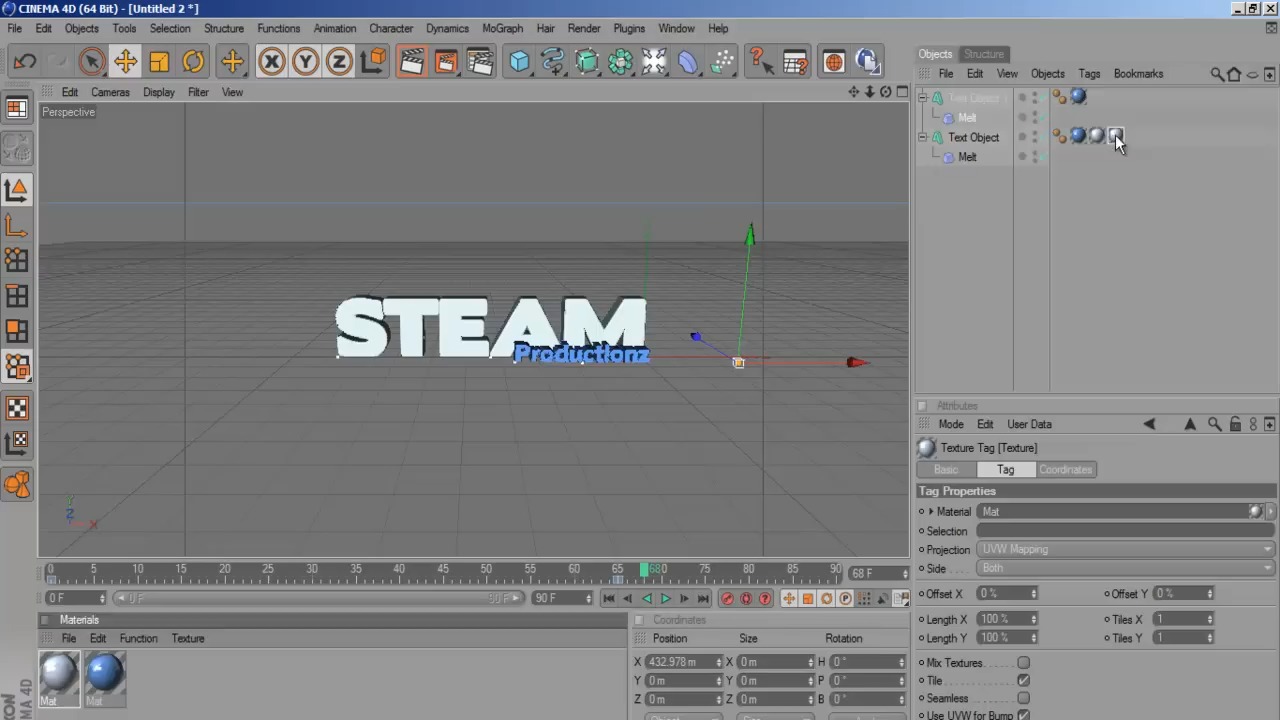 CINEMA 4D (64 Bit) - [Untitled 2 *]
File Edit Objects Tools Selection Structure Functions Animation Character Dynamics MoGraph Hair Render Plugins Window Help
Objects Structure
File Edit View Objects Tags Bookmarks
Edit Cameras Display Filter View
Perspective
Text Object
Melt
Text Object
Melt
STEAM
Productionz
Y
Z
X
Attributes
Mode Edit User Data
Texture Tag [Texture]
Basic Tag Coordinates
Tag Properties
Material Mat
Selection
Projection UVW Mapping
Side Both
Offset X 0 % Offset Y 0 %
Length X 100 % Tiles X 1
Length Y 100 % Tiles Y 1
Mix Textures
Tile
Seamless
Use UVW for Bump
0 5 10 15 20 25 30 35 40 45 50 55 60 65 68 70 75 80 85 90 68 F
0 F 0 F 90 F 90 F
Materials
File Edit Function Texture
Mat Mat
Coordinates
Position Size Rotation
X 432.978 m X 0 m H 0 °
Y 0 m Y 0 m P 0 °
Z 0 m Z 0 m B 0 °